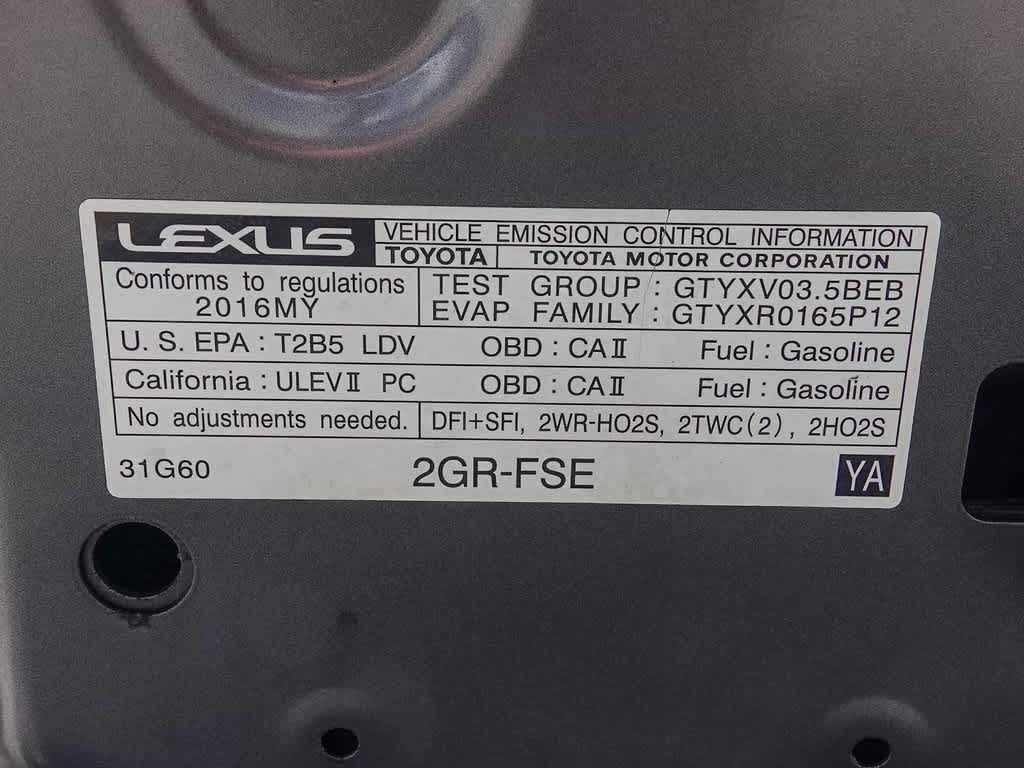 LEXUS VEHICLE EMISSION CONTROL INFORMATION
TOYOTA TOYOTA MOTOR CORPORATION
Conforms to regulations TEST GROUP : GTYXV03.5BEB
2016MY EVAP FAMILY : GTYXR0165P12
U. S. EPA : T2B5 LDV OBD : CAⅡ Fuel : Gasoline
California : ULEVⅡ PC OBD : CAⅡ Fuel : Gasoline
No adjustments needed. DFI+SFI, 2WR-HO2S, 2TWC(2), 2HO2S
31G60 2GR-FSE YA